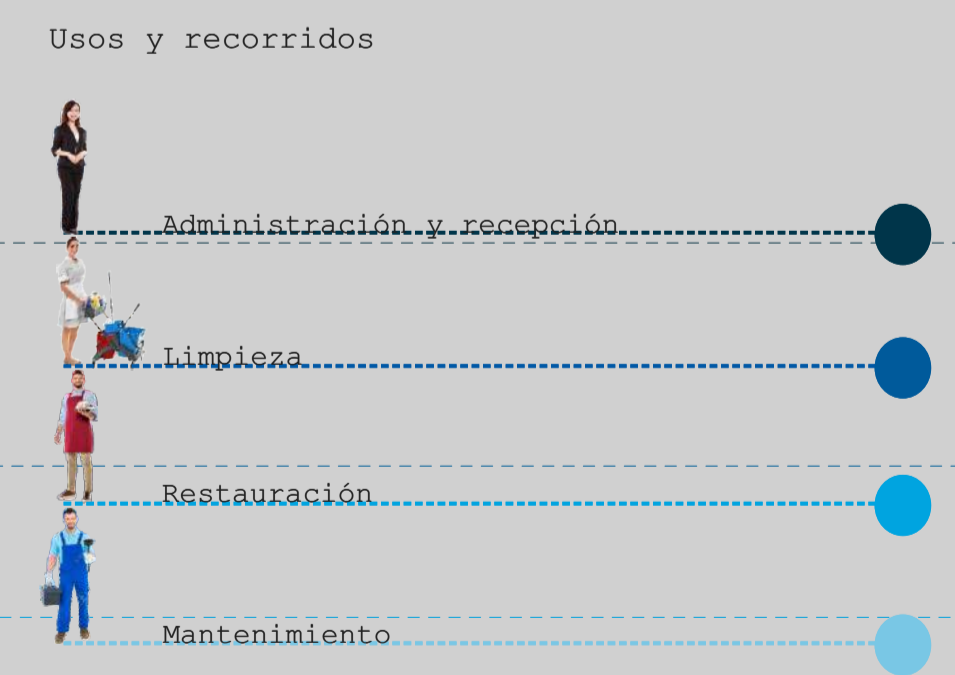 Usos y recorridos
Administración y recepción
Limpieza
Restauración
Mantenimiento